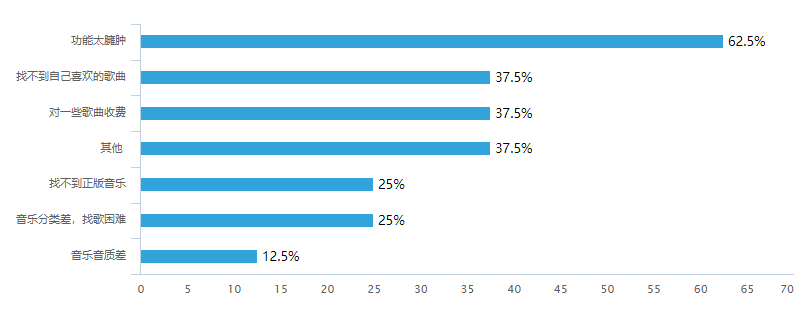 功能太臃肿
62.5%
找不到自己喜欢的歌曲
37.5%
对一些歌曲收费
37.5%
其他
37.5%
找不到正版音乐
25%
音乐分类差，找歌困难
25%
音乐音质差
12.5%
0 5 10 15 20 25 30 35 40 45 50 55 60 65 70